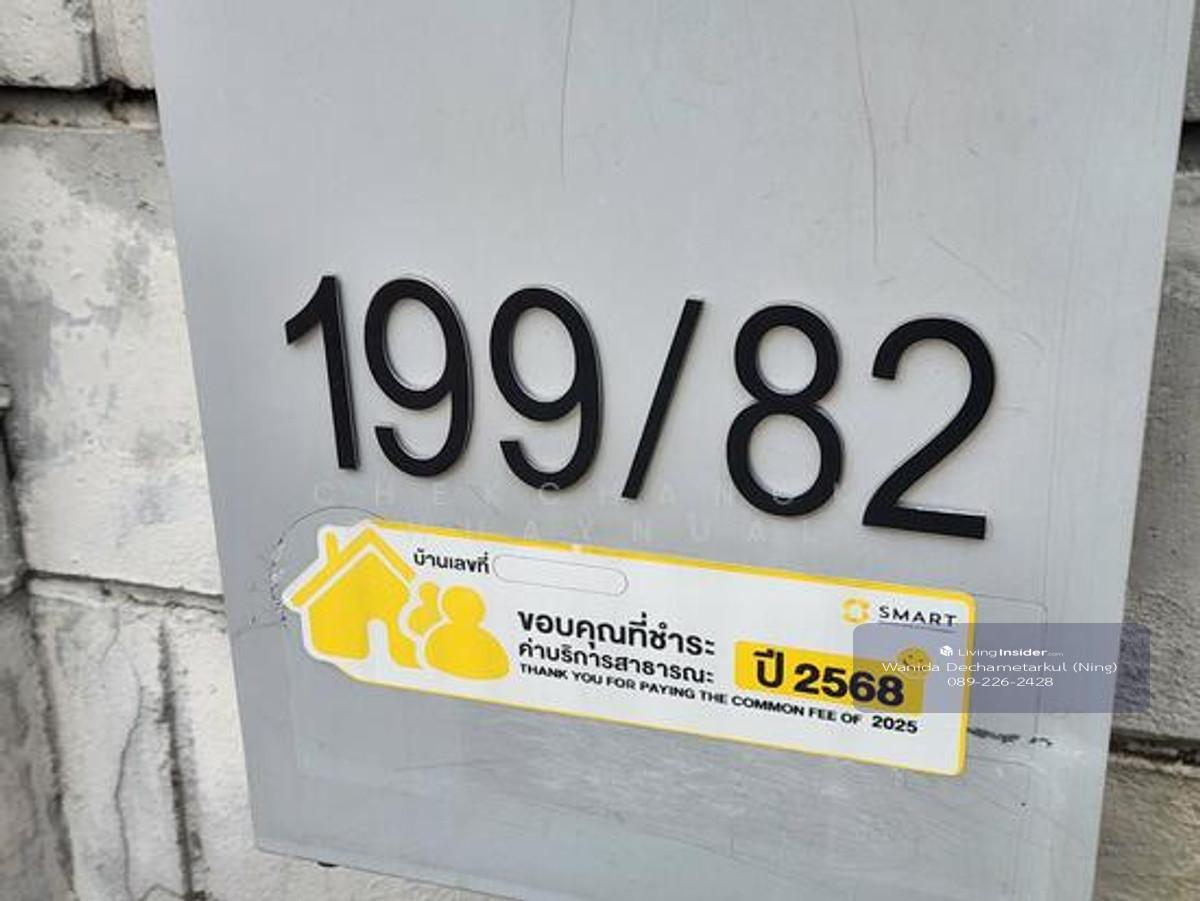 199/82
บ้านเลขที่
SMART
ขอบคุณที่ชำระ
ค่าบริการสาธารณะ
ปี 2568
THANK YOU FOR PAYING THE COMMON FEE OF 2025
LivingInsider.com
Wanida Dechametarkul (Ning)
089-226-2428